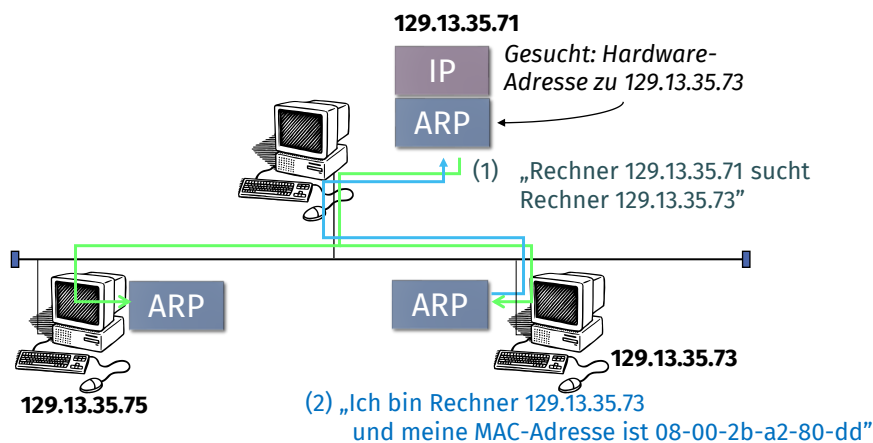 129.13.35.71
IP
Gesucht: Hardware-
Adresse zu 129.13.35.73
ARP
(1) „Rechner 129.13.35.71 sucht
Rechner 129.13.35.73”
ARP
ARP
129.13.35.73
129.13.35.75
(2) „Ich bin Rechner 129.13.35.73
und meine MAC-Adresse ist 08-00-2b-a2-80-dd”